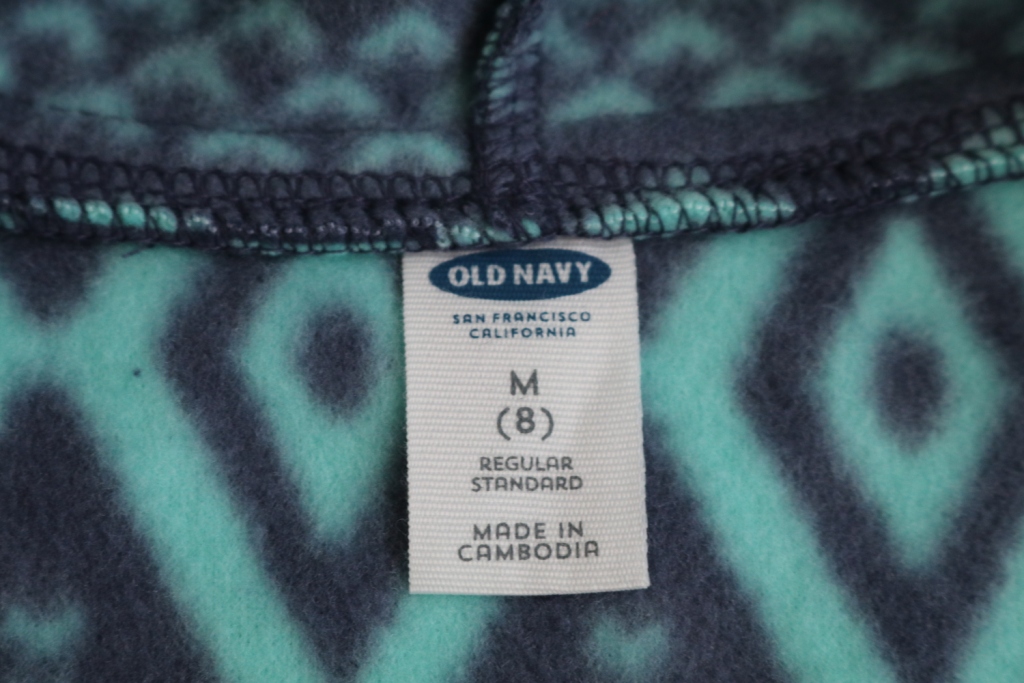 OLD NAVY
SAN FRANCISCO
CALIFORNIA
M
(8)
REGULAR
STANDARD
MADE IN
CAMBODIA